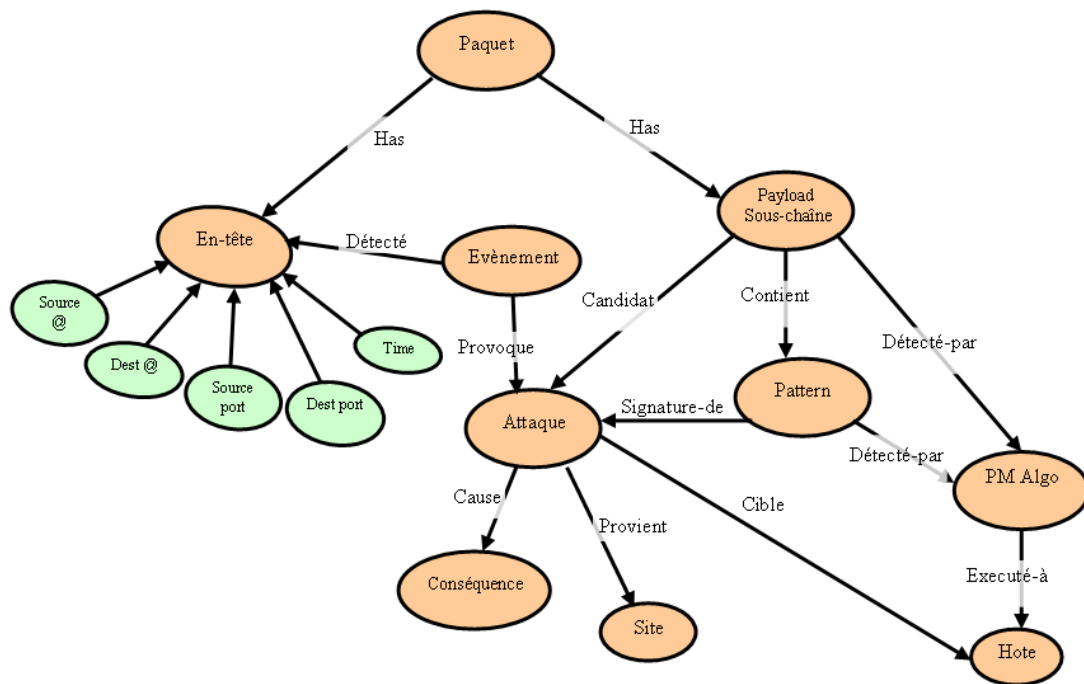 Paquet
Has
Has
Payload
Sous-chaîne
En-tête
Détecté
Evènement
Source
@
Candidat
Contient
Dest @
Time
Provoque
Détecté-par
Source
port
Dest port
Pattern
Signature-de
Attaque
Détecté-par
PM Algo
Cause
Cible
Provient
Executé-à
Conséquence
Site
Hote